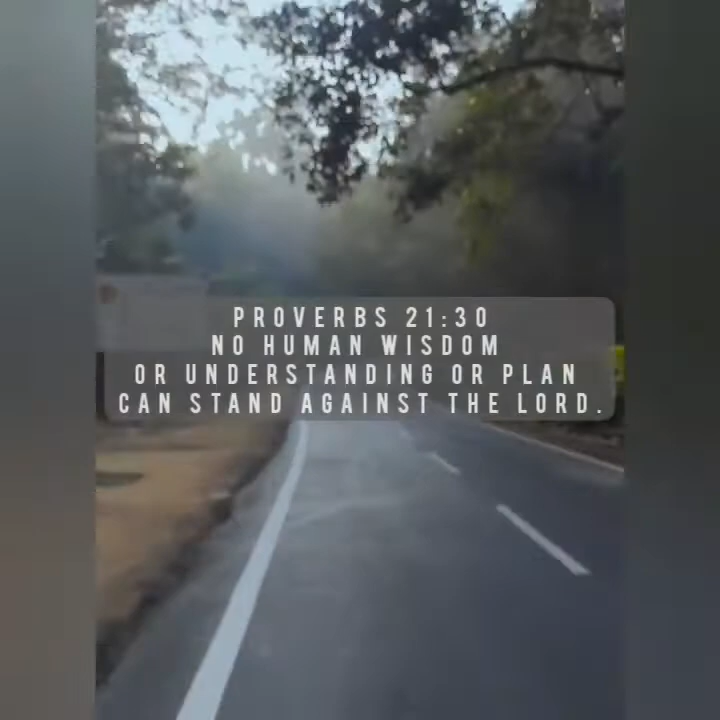 PROVERBS 21:30
NO HUMAN WISDOM
OR UNDERSTANDING OR PLAN
CAN STAND AGAINST THE LORD.